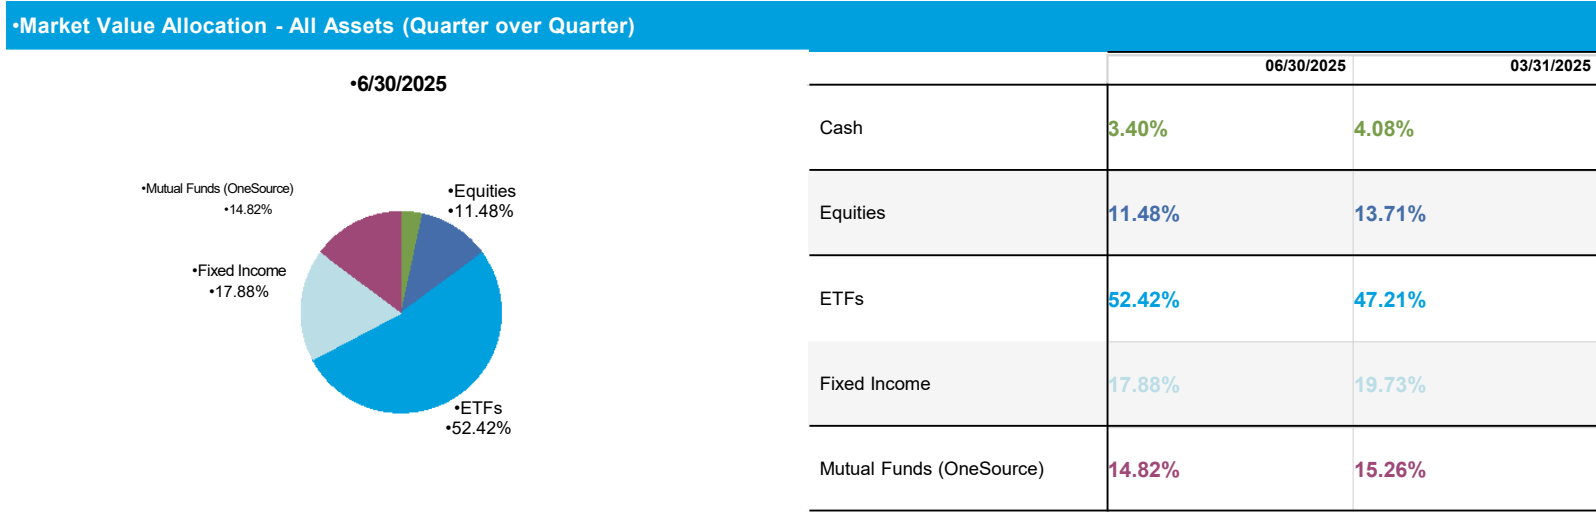 •Market Value Allocation - All Assets (Quarter over Quarter)
•6/30/2025
•Mutual Funds (OneSource)
•14.82%
•Equities
•11.48%
•Fixed Income
•17.88%
•ETFs
•52.42%
06/30/2025 03/31/2025
Cash 3.40% 4.08%
Equities 11.48% 13.71%
ETFs 52.42% 47.21%
Fixed Income 17.88% 19.73%
Mutual Funds (OneSource) 14.82% 15.26%